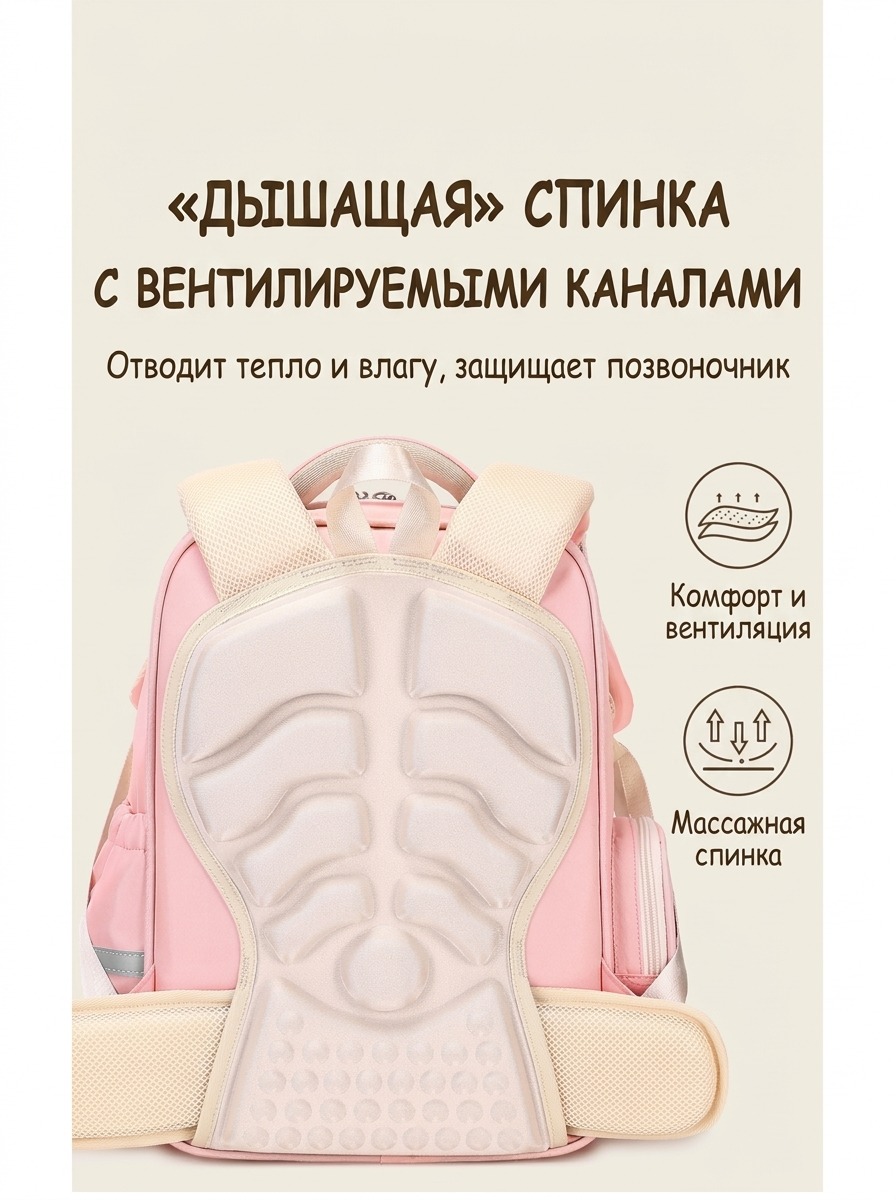 «ДЫШАЩАЯ» СПИНКА
С ВЕНТИЛИРУЕМЫМИ КАНАЛАМИ
Отводит тепло и влагу, защищает позвоночник
Комфорт и
вентиляция
Массажная
спинка